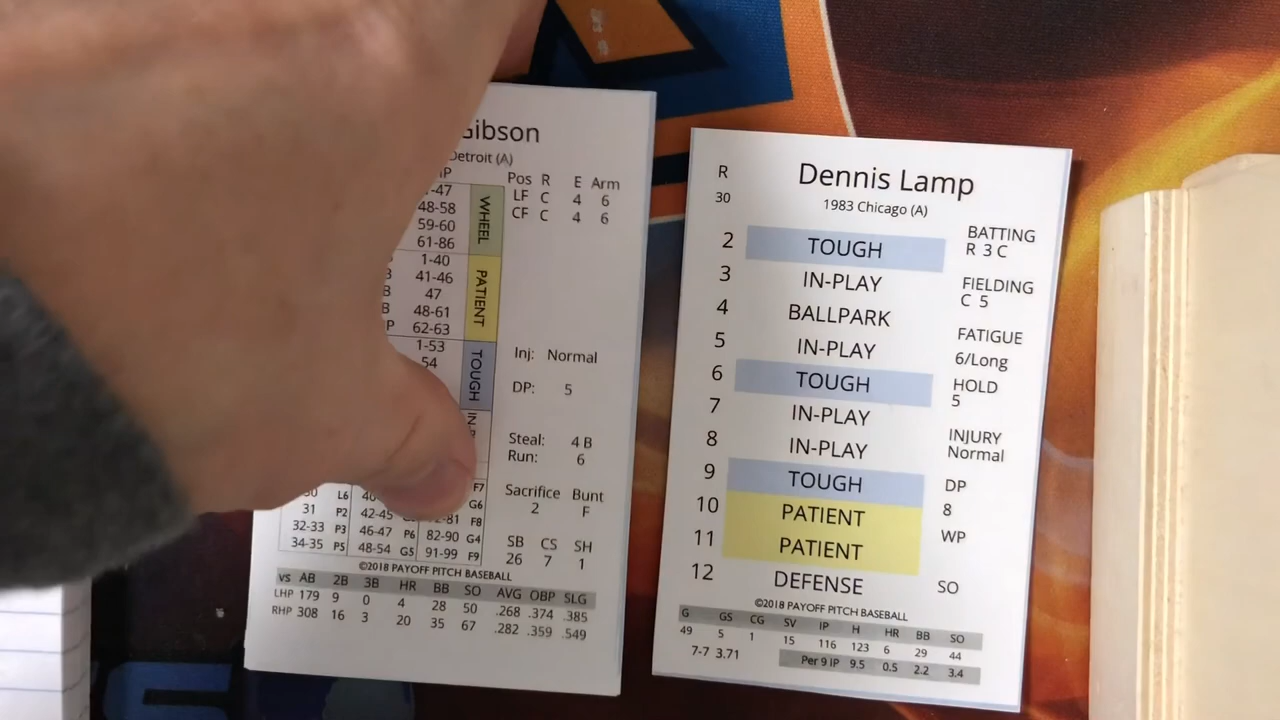 Gibson
Detroit (A)
Pos R E Arm
LF C 4 6
CF C 4 6
-47
48-58
59-60
61-86
WHEEL
1-40
41-46
47
48-61
62-63
PATIENT
1-53
54
TOUGH
Inj: Normal
DP: 5
Steal: 4 B
Run: 6
Sacrifice Bunt
2 F
SB CS SH
26 7 1
F7
L6 G6
31 P2 42-45 F8
32-33 P3 46-47 P6 82-90 G4
34-35 P5 48-54 G5 91-99 F9
©2018 PAYOFF PITCH BASEBALL
vs AB 2B 3B HR BB SO AVG OBP SLG
LHP 179 9 0 4 28 50 .268 .374 .385
RHP 308 16 3 20 35 67 .282 .359 .549
R
30
Dennis Lamp
1983 Chicago (A)
2 TOUGH
3 IN-PLAY
4 BALLPARK
5 IN-PLAY
6 TOUGH
7 IN-PLAY
8 IN-PLAY
9 TOUGH
10 PATIENT
11 PATIENT
12 DEFENSE
BATTING
R 3 C
FIELDING
C 5
FATIGUE
6/Long
HOLD
5
INJURY
Normal
DP
8
WP
SO
©2018 PAYOFF PITCH BASEBALL
G GS CG SV IP H HR BB SO
49 5 1 15 116 123 6 29 44
7-7 3.71 Per 9 IP 9.5 0.5 2.2 3.4